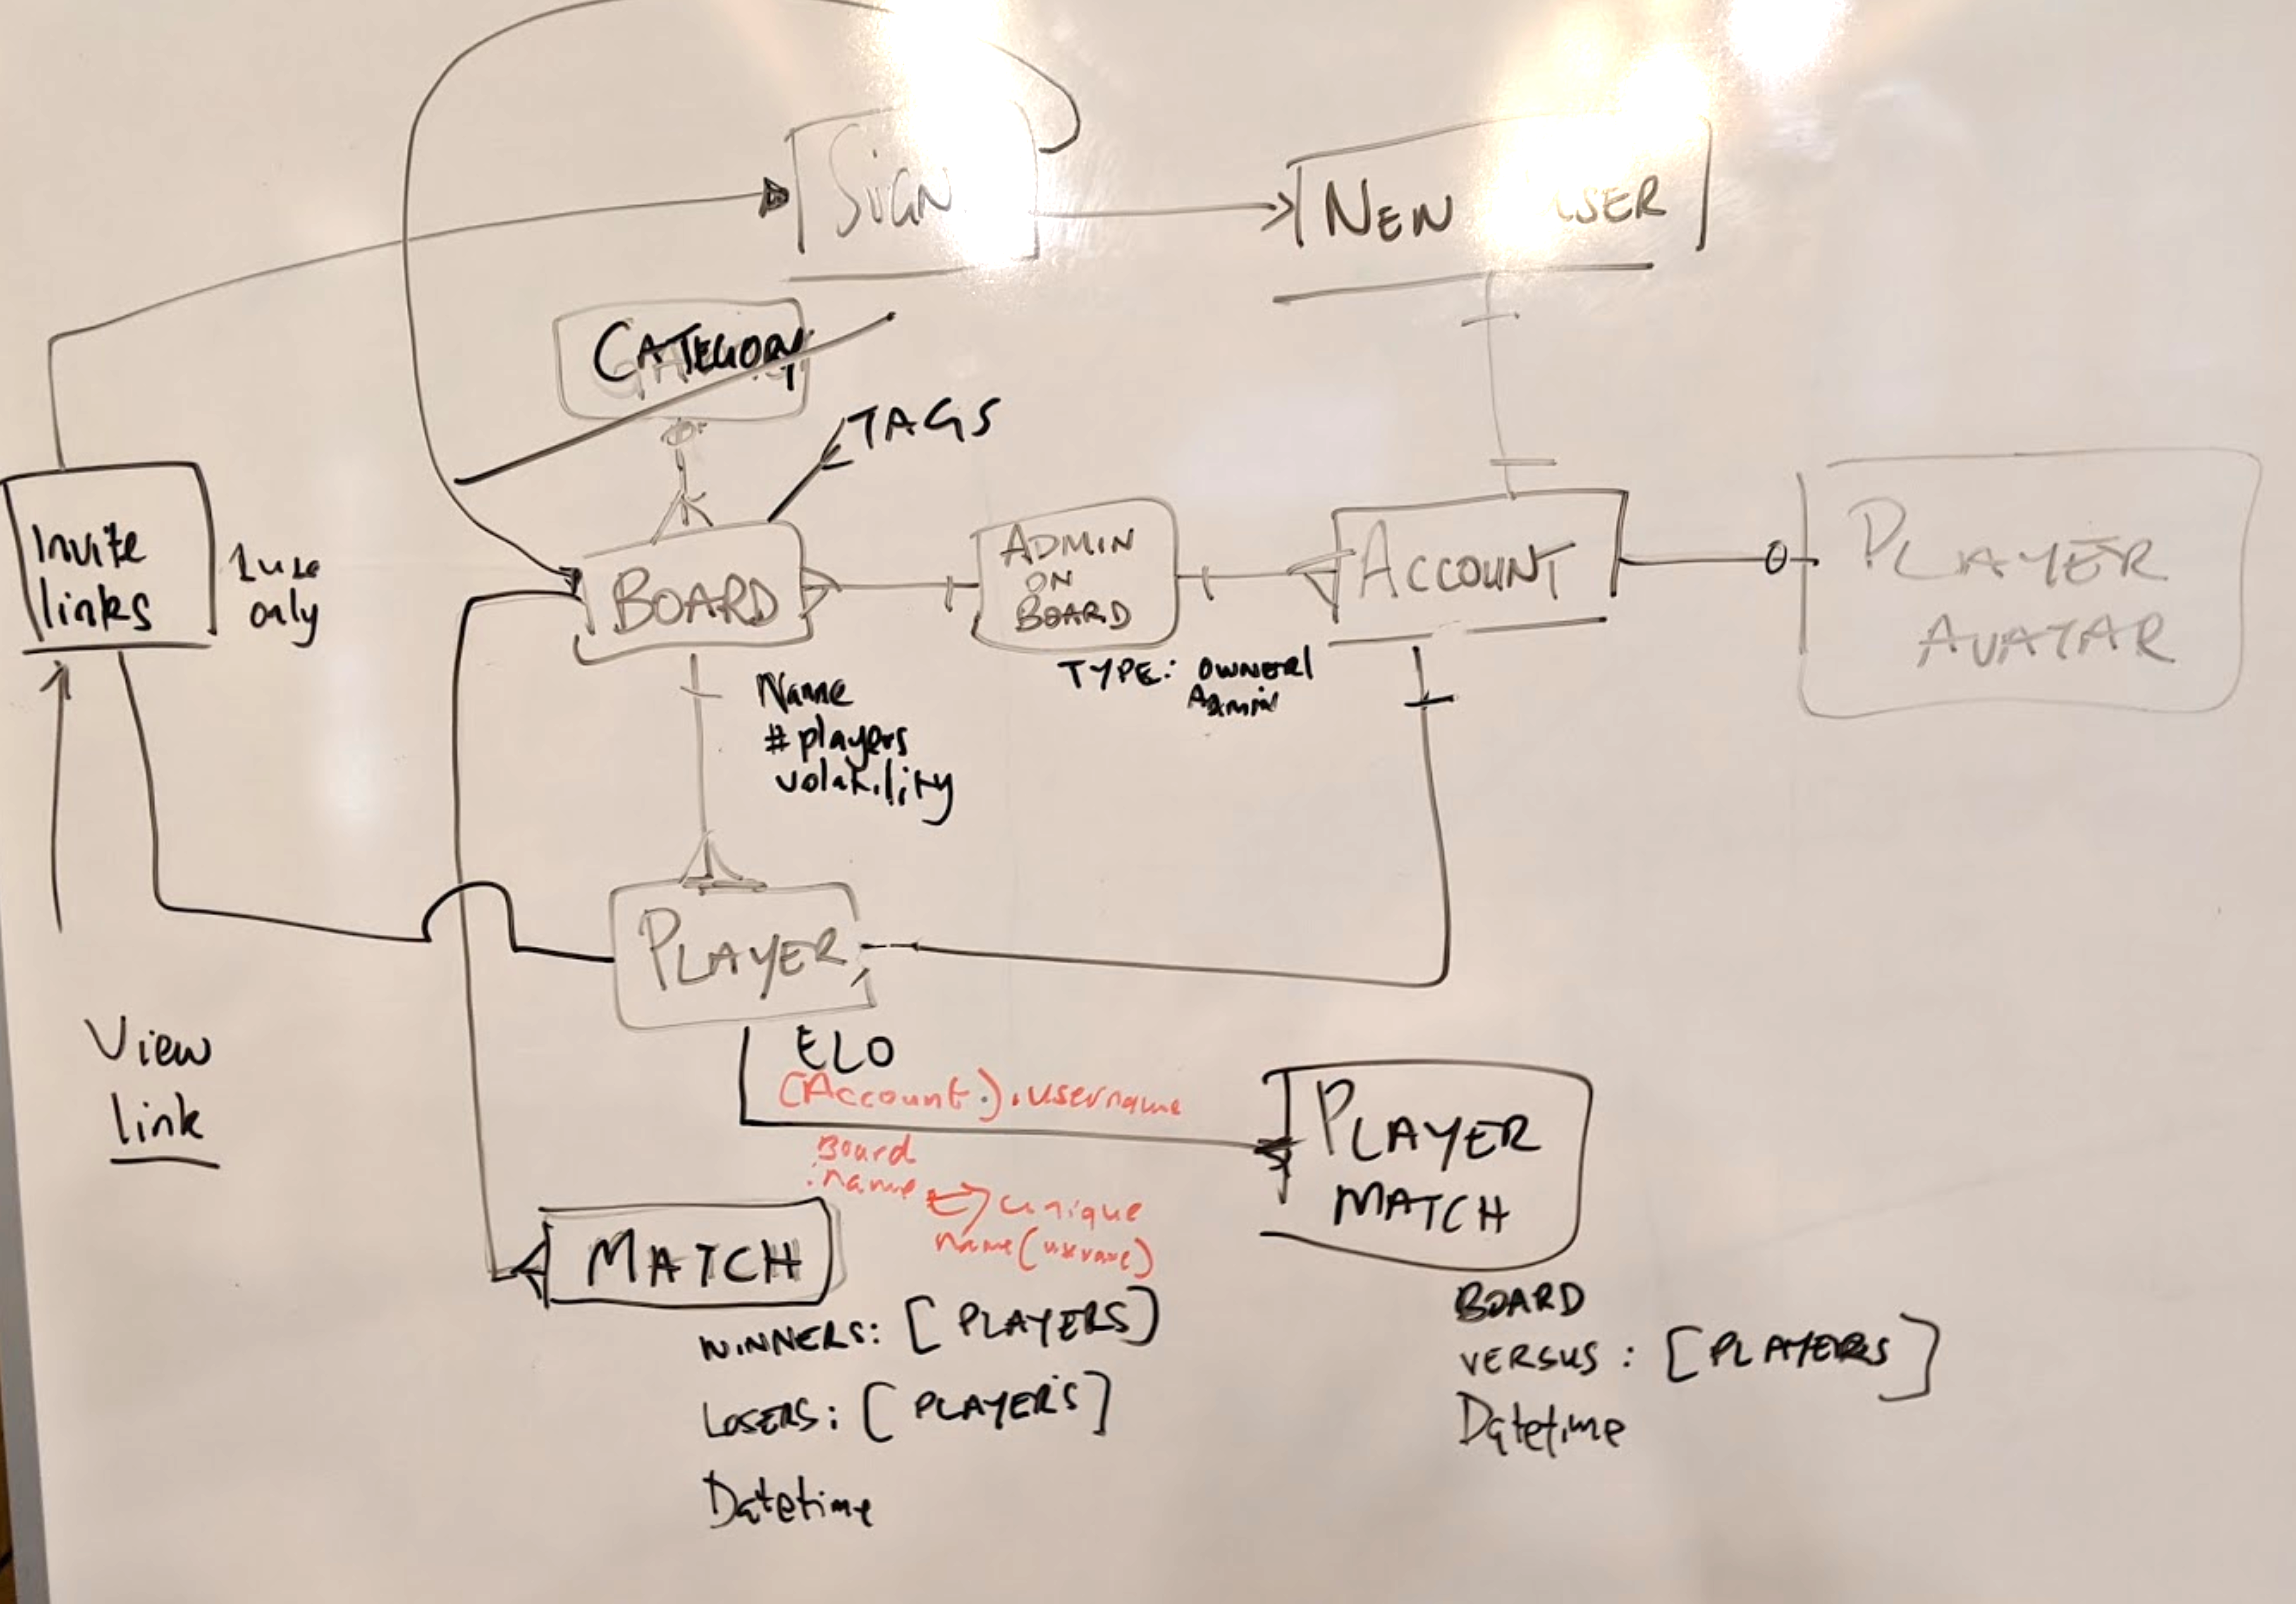 SIGN
NEW USER
CATEGORY
TAGS
Invite
links
1 use
only
BOARD
ADMIN
ON
BOARD
ACCOUNT
PLAYER
AVATAR
TYPE: OWNER|
Admin
Name
#players
volatility
PLAYER
View
link
ELO
(Account.).username
Board
.name
unique
name(username)
PLAYER
MATCH
MATCH
WINNERS: [PLAYERS]
LOSERS: [PLAYERS]
Datetime
BOARD
VERSUS: [PLAYERS]
Datetime